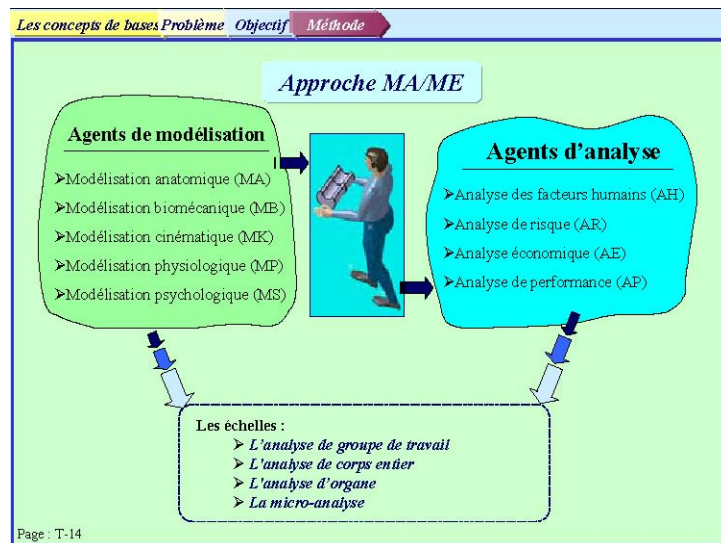 Les concepts de bases Problème Objectif Méthode
Approche MA/ME
Agents de modélisation
➢Modélisation anatomique (MA)
➢Modélisation biomécanique (MB)
➢Modélisation cinématique (MK)
➢Modélisation physiologique (MP)
➢Modélisation psychologique (MS)
Agents d’analyse
➢Analyse des facteurs humains (AH)
➢Analyse de risque (AR)
➢Analyse économique (AE)
➢Analyse de performance (AP)
Les échelles :
➢ L’analyse de groupe de travail
➢ L'analyse de corps entier
➢ L’analyse d’organe
➢ La micro-analyse
Page : T-14